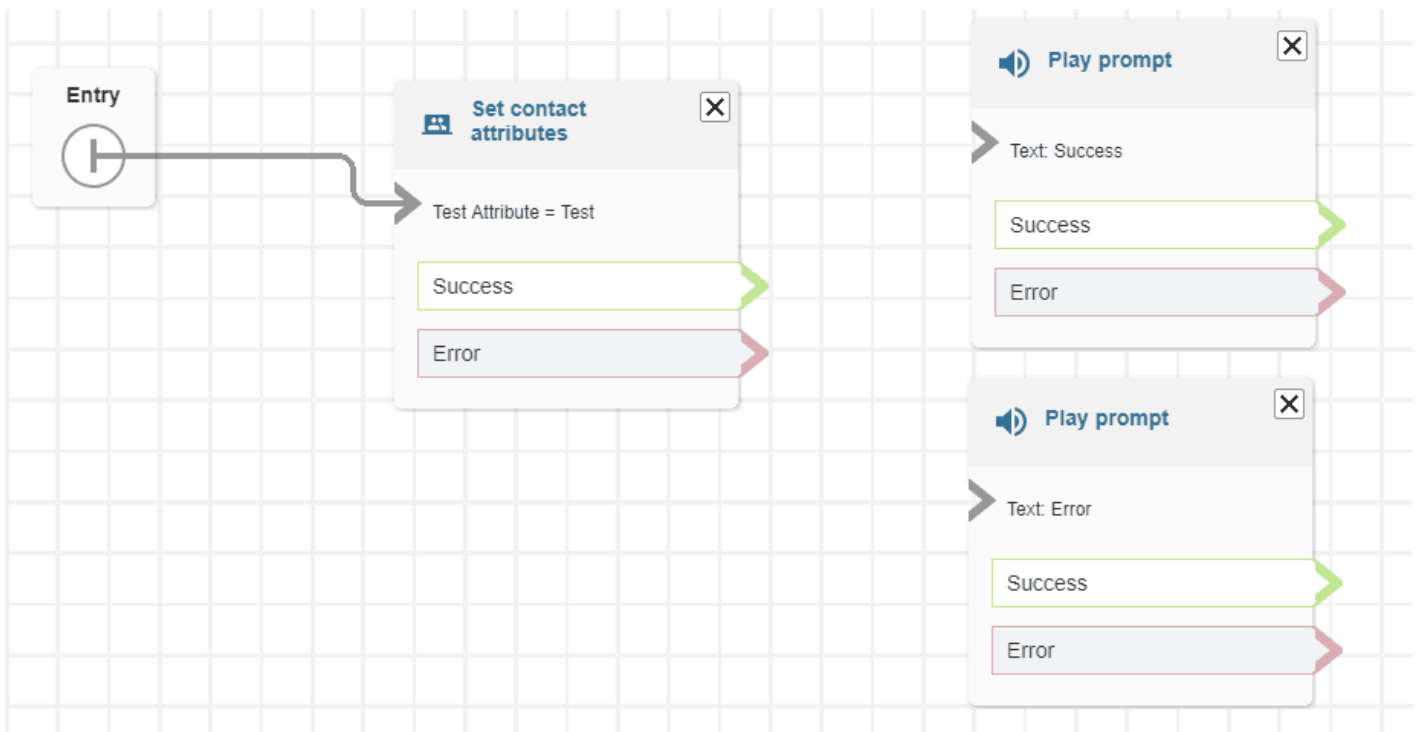 Entry
Set contact
attributes
Test Attribute = Test
Success
Error
Play prompt
Text: Success
Success
Error
Play prompt
Text: Error
Success
Error